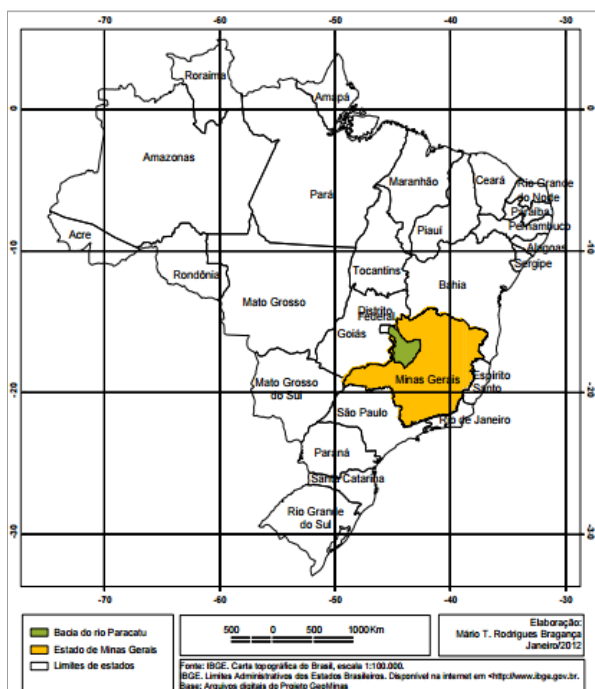 -70 -60 -50 -40 -30
Roraima
Amapá
0 0
Amazonas
Pará
Maranhão
Ceará
Rio Grande
do Norte
Paraíba
Pernambuco
Piauí
Acre
-10 -10
Alagoas
Sergipe
Rondônia
Tocantins
Bahia
Mato Grosso
Distrito
Federal
Goiás
Minas Gerais
Espírito
Santo
Mato Grosso
do Sul
-20 -20
São Paulo
Rio de Janeiro
Paraná
Santa Catarina
Rio Grande
do Sul
-30 -30
-70 -60 -50 -40 -30
Bacia do rio Paracatu
Estado de Minas Gerais
Limites de estados
500 0 500 1000Km
Elaboração:
Mário T. Rodrigues Bragança
Janeiro/2012
Fonte: IBGE. Carta topográfica do Brasil, escala 1:100.000.
IBGE. Limites Administrativos dos Estados Brasileiros. Disponível na internet em <http://www.ibge.gov.br.
Base: Arquivos digitais do Projeto GeoMinas